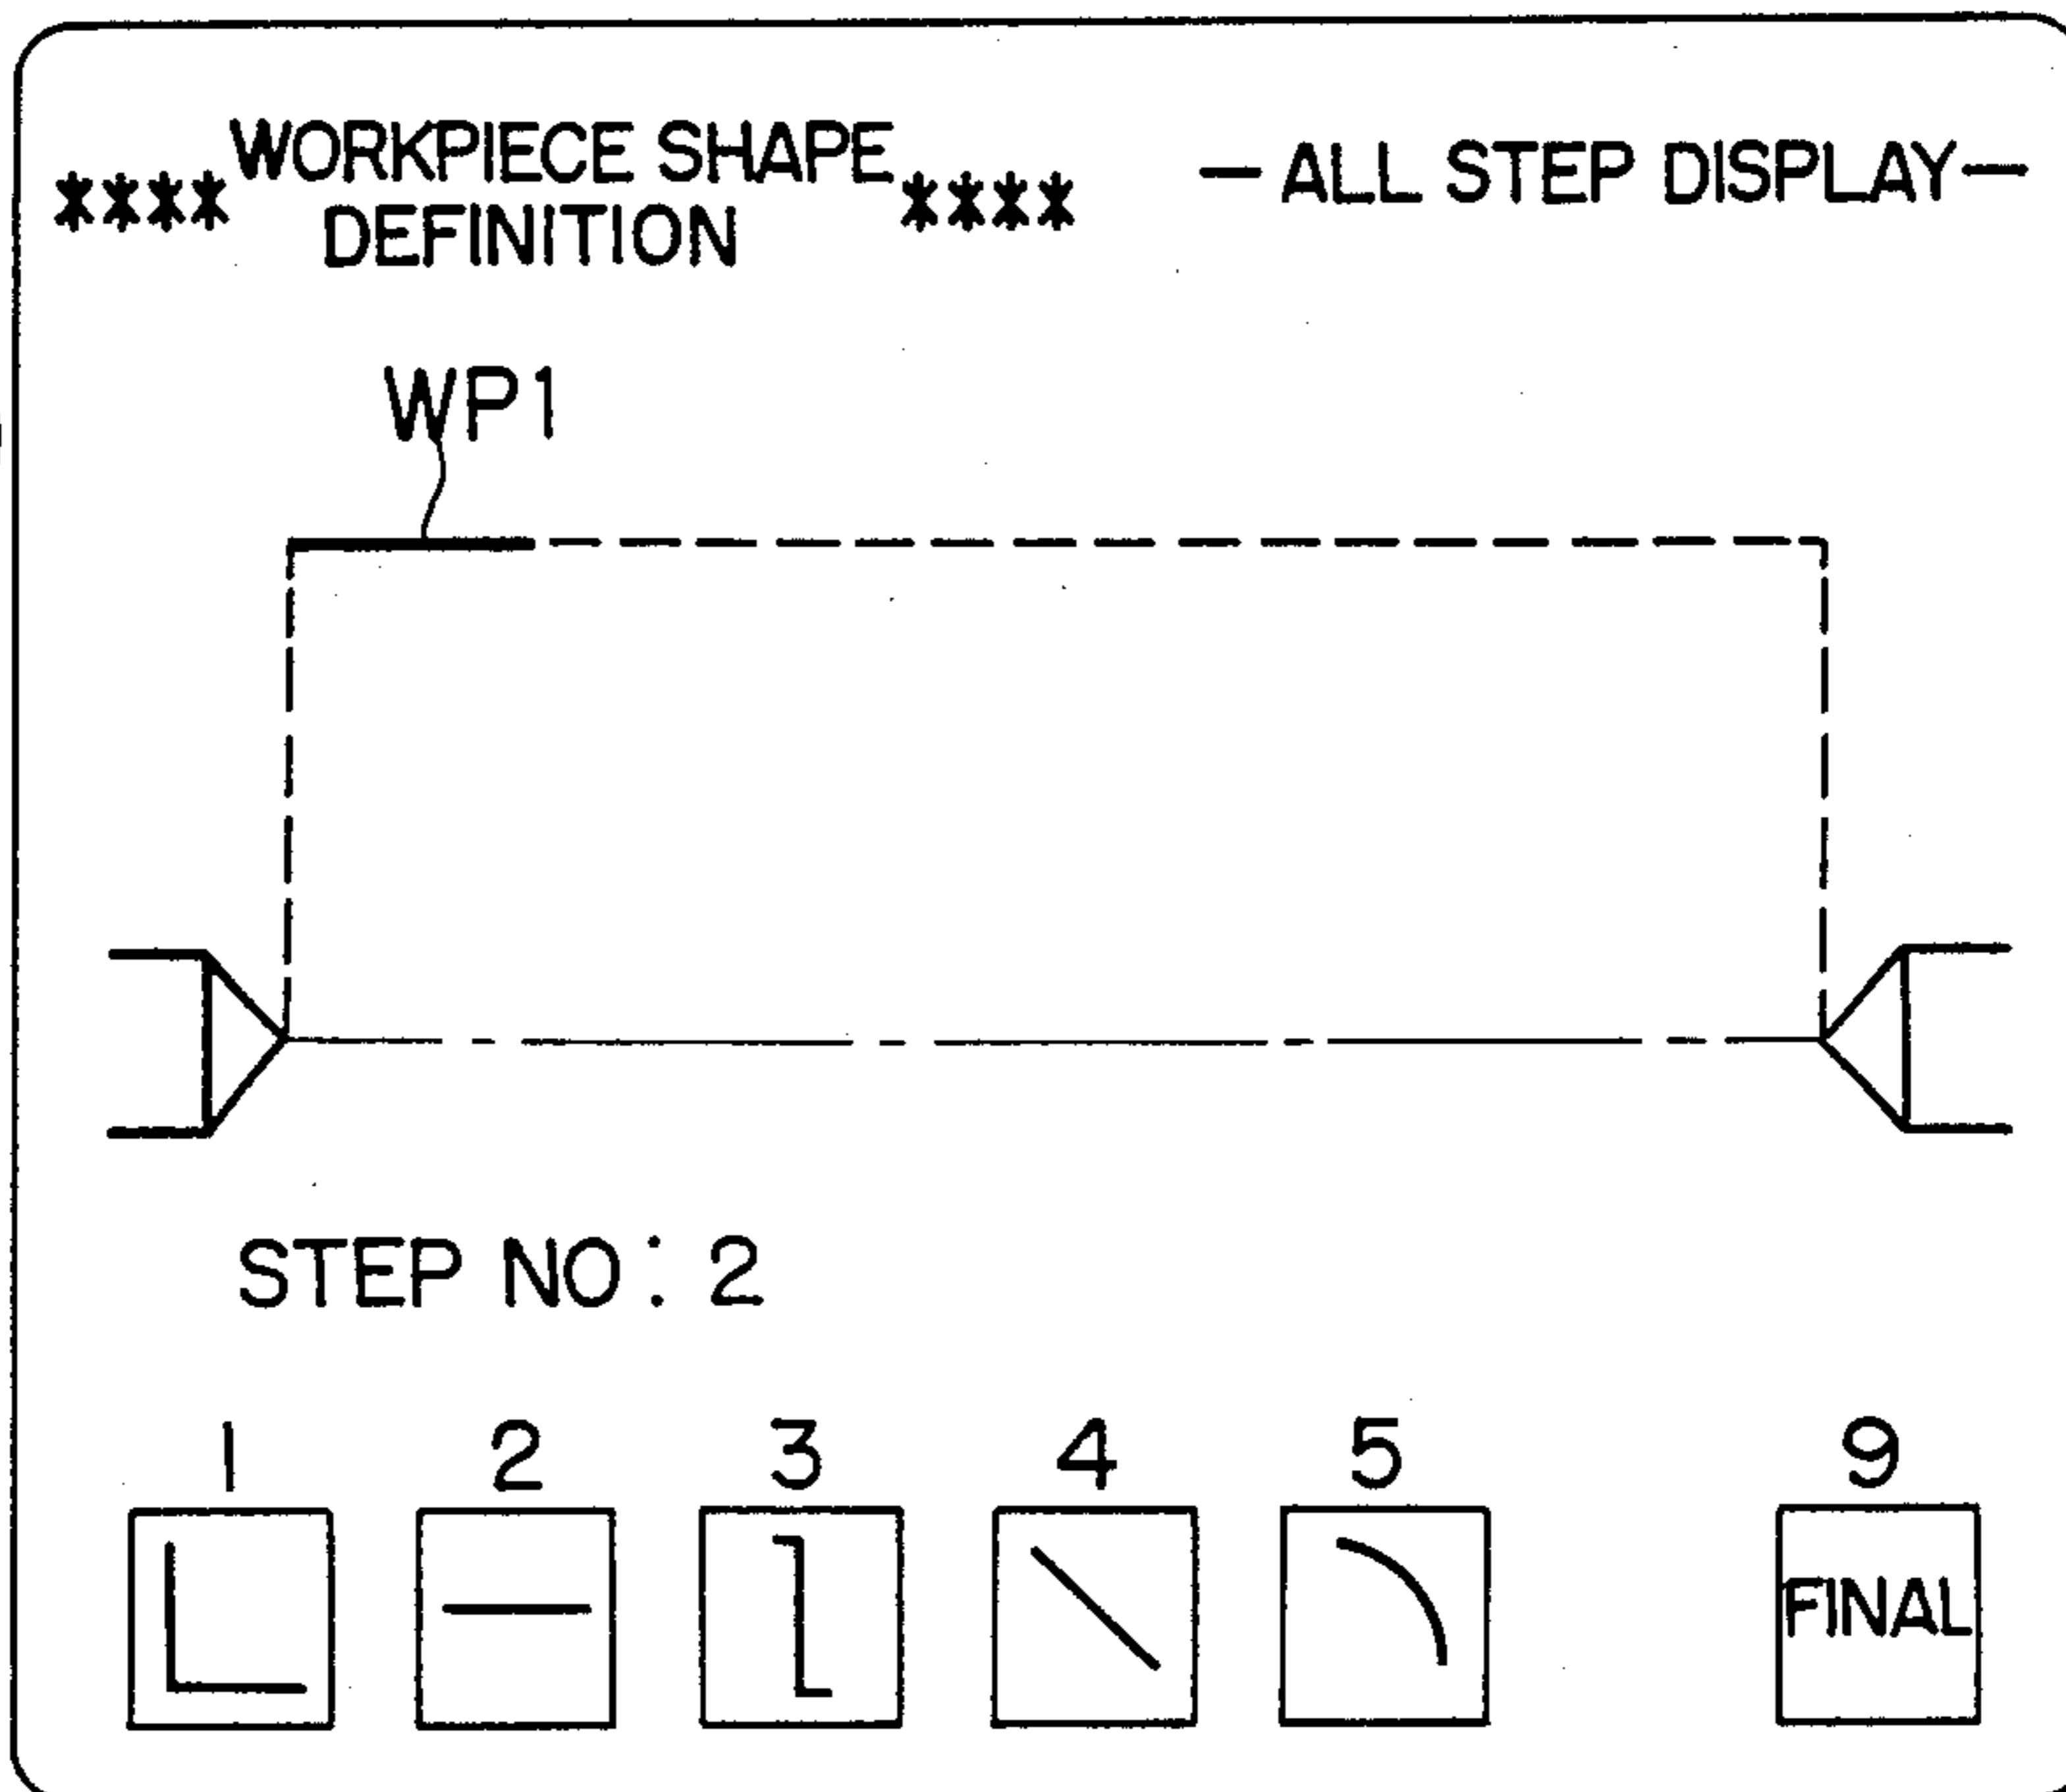 **** WORKPIECE SHAPE DEFINITION **** —ALL STEP DISPLAY—
WP1
STEP NO: 2
1 2 3 4 5 9
FINAL